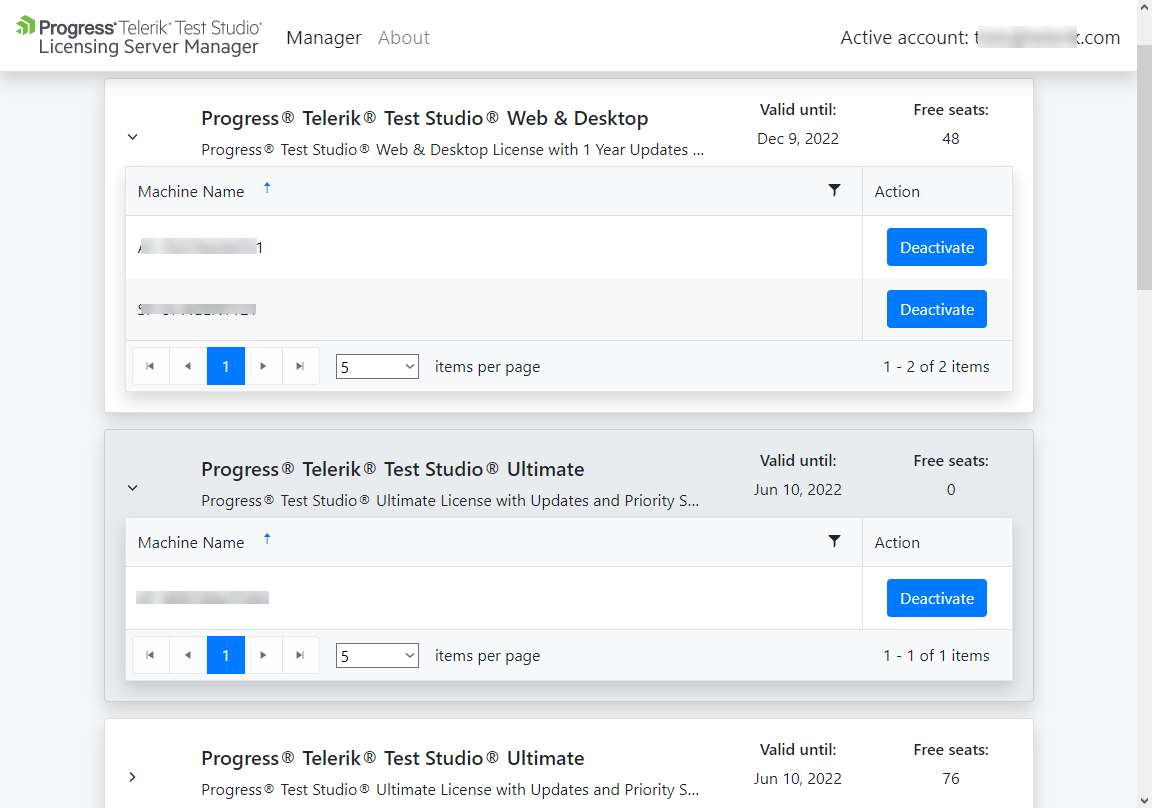 Progress® Telerik® Test Studio®
Licensing Server Manager
Manager About
Active account: .com
Progress® Telerik® Test Studio® Web & Desktop
Progress® Test Studio® Web & Desktop License with 1 Year Updates ...
Valid until:
Dec 9, 2022
Free seats:
48
Machine Name ↑
Action
Deactivate
Deactivate
1
5
items per page
1 - 2 of 2 items
Progress® Telerik® Test Studio® Ultimate
Progress® Test Studio® Ultimate License with Updates and Priority S...
Valid until:
Jun 10, 2022
Free seats:
0
Machine Name ↑
Action
Deactivate
1
5
items per page
1 - 1 of 1 items
Progress® Telerik® Test Studio® Ultimate
Progress® Test Studio® Ultimate License with Updates and Priority S...
Valid until:
Jun 10, 2022
Free seats:
76